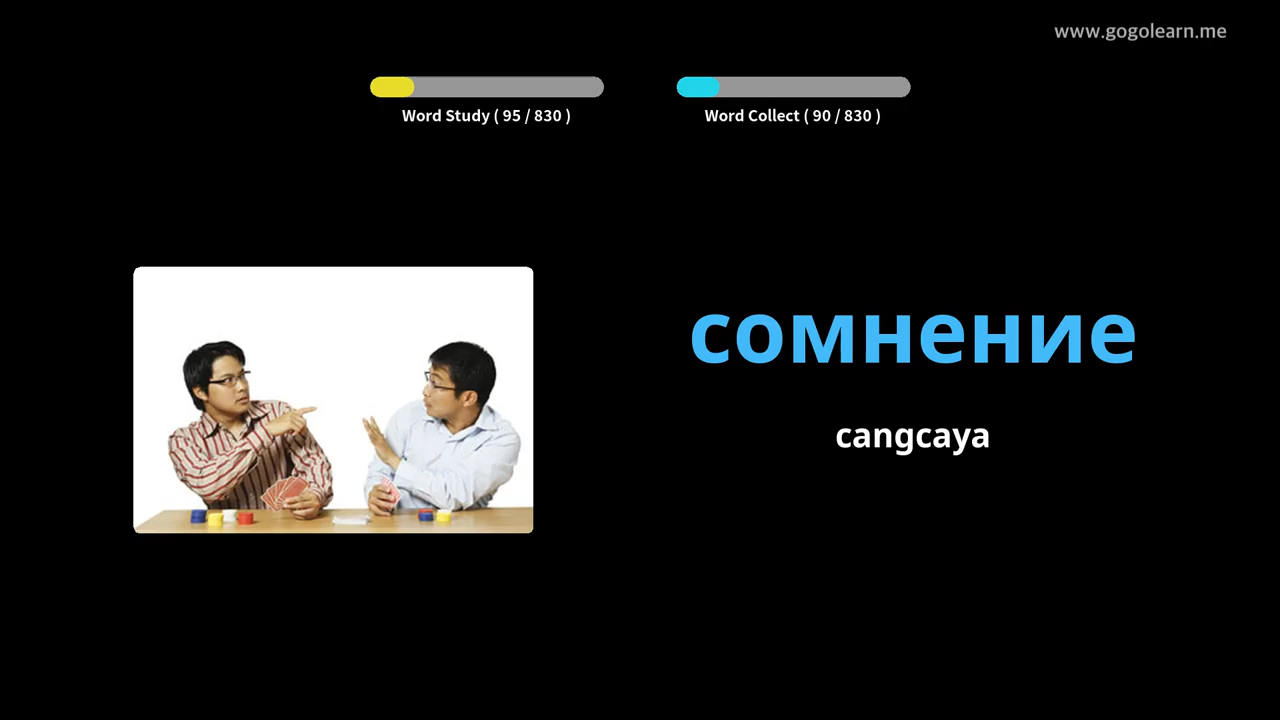 www.gogolearn.me
Word Study ( 95 / 830 )
Word Collect ( 90 / 830 )
сомнение
cangcaya